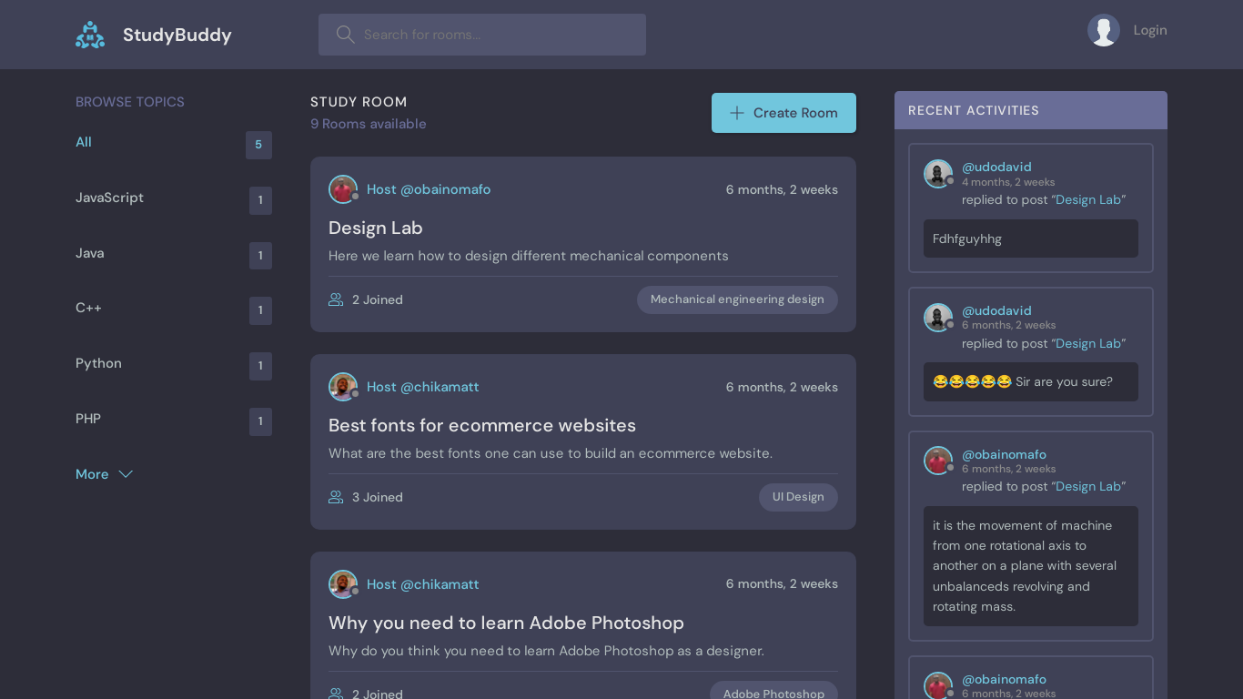 StudyBuddy
Search for rooms...
Login
BROWSE TOPICS
All
5
JavaScript
1
Java
1
C++
1
Python
1
PHP
1
More
STUDY ROOM
9 Rooms available
Create Room
Host @obainomafo
6 months, 2 weeks
Design Lab
Here we learn how to design different mechanical components
2 Joined
Mechanical engineering design
Host @chikamatt
6 months, 2 weeks
Best fonts for ecommerce websites
What are the best fonts one can use to build an ecommerce website.
3 Joined
UI Design
Host @chikamatt
6 months, 2 weeks
Why you need to learn Adobe Photoshop
Why do you think you need to learn Adobe Photoshop as a designer.
2 Joined
Adobe Photoshop
RECENT ACTIVITIES
@udodavid
4 months, 2 weeks
replied to post “Design Lab”
Fdhfguyhhg
@udodavid
6 months, 2 weeks
replied to post “Design Lab”
😂😂😂😂😂 Sir are you sure?
@obainomafo
6 months, 2 weeks
replied to post “Design Lab”
it is the movement of machine
from one rotational axis to
another on a plane with several
unbalanceds revolving and
rotating mass.
@obainomafo
6 months, 2 weeks